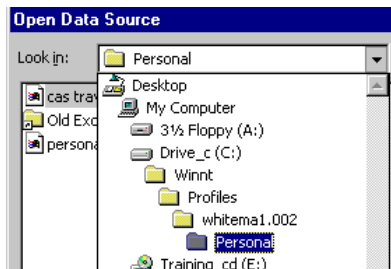 Open Data Source
Look in:
Personal
Desktop
My Computer
3½ Floppy (A:)
Drive_c (C:)
Winnt
Profiles
whitema1.002
Personal
Training_cd (E:)
cas trav
Old Exc
persona